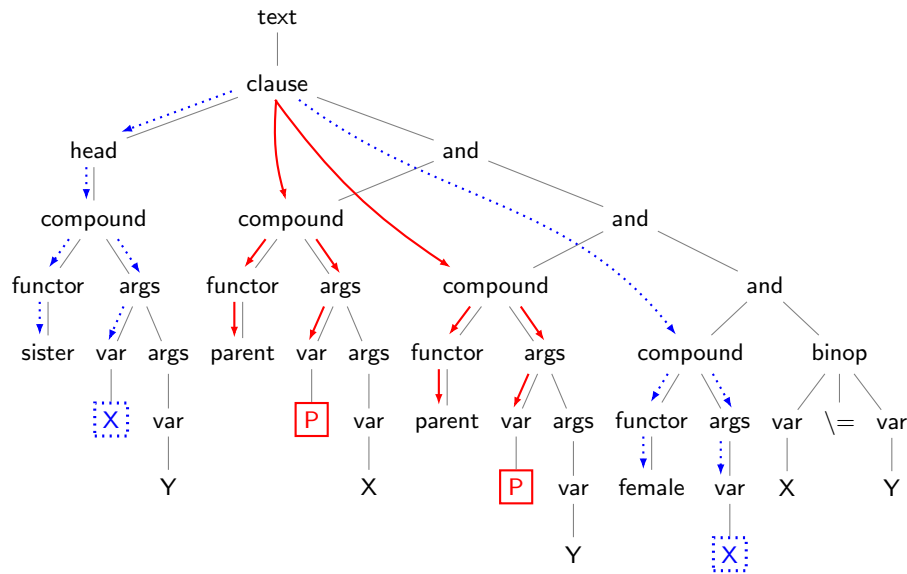 text
clause
head and
compound compound and
functor args functor args compound and
sister var args parent var args functor args compound binop
X var P var parent var args functor args var \= var
Y X P var female var X Y
Y X